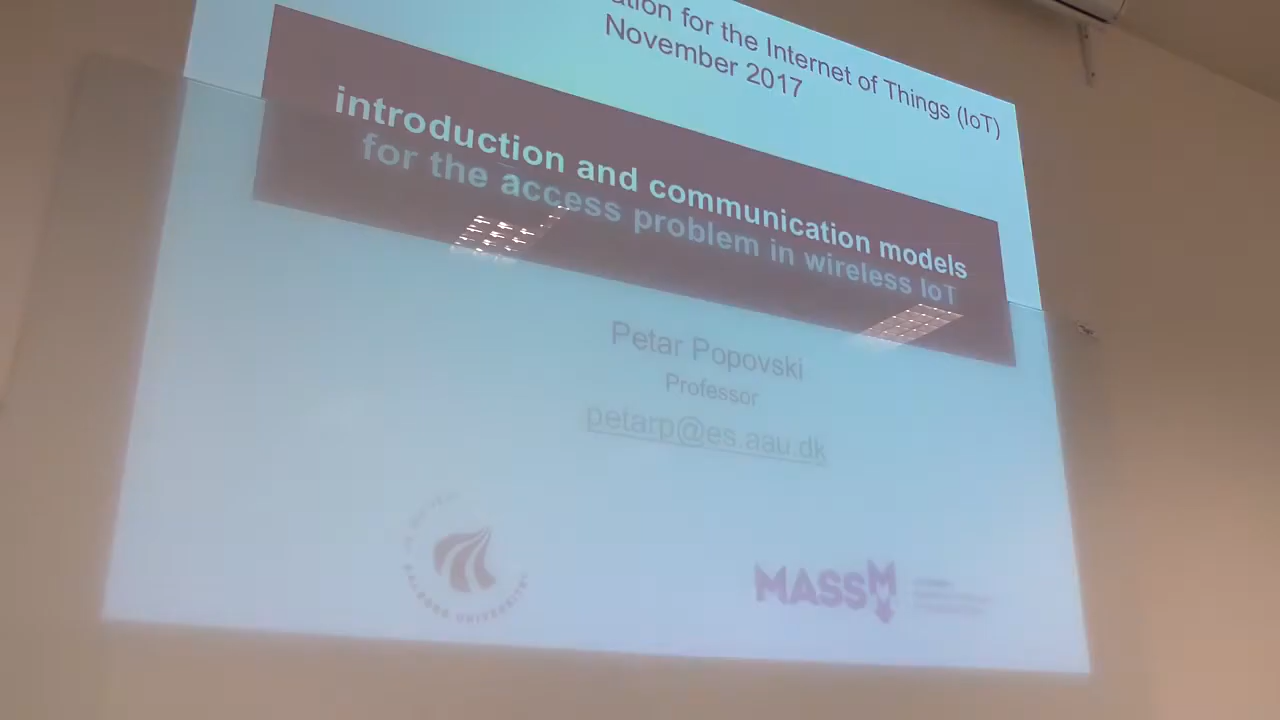 for the Internet of Things (IoT)
November 2017
introduction and communication models
for the access problem in wireless IoT
Petar Popovski
Professor
petarp@es.aau.dk
MASSM